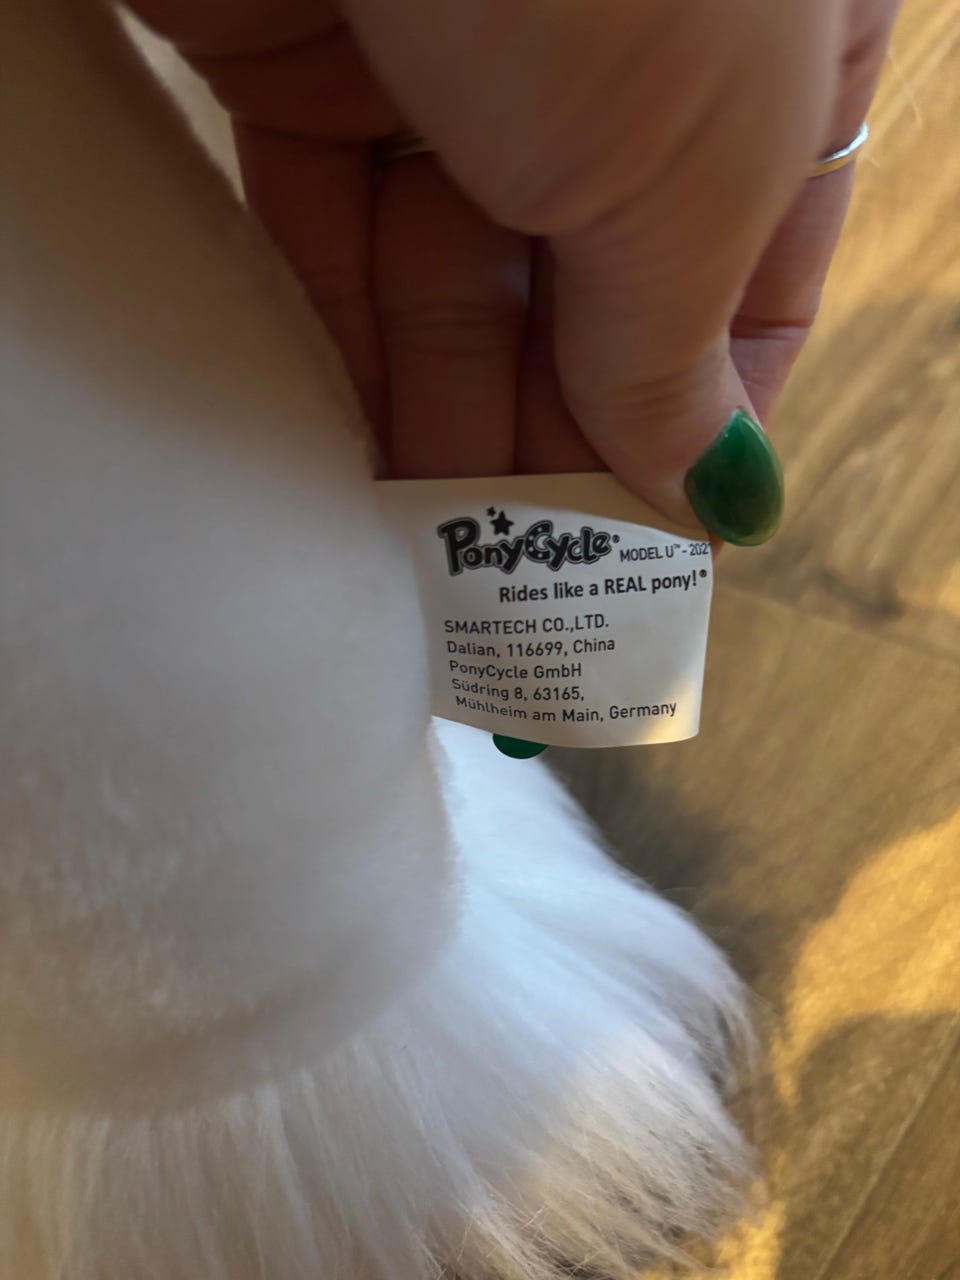 PonyCycle® MODEL U™ - 2021
Rides like a REAL pony!®
SMARTECH CO.,LTD.
Dalian, 116699, China
PonyCycle GmbH
Südring 8, 63165,
Mühlheim am Main, Germany